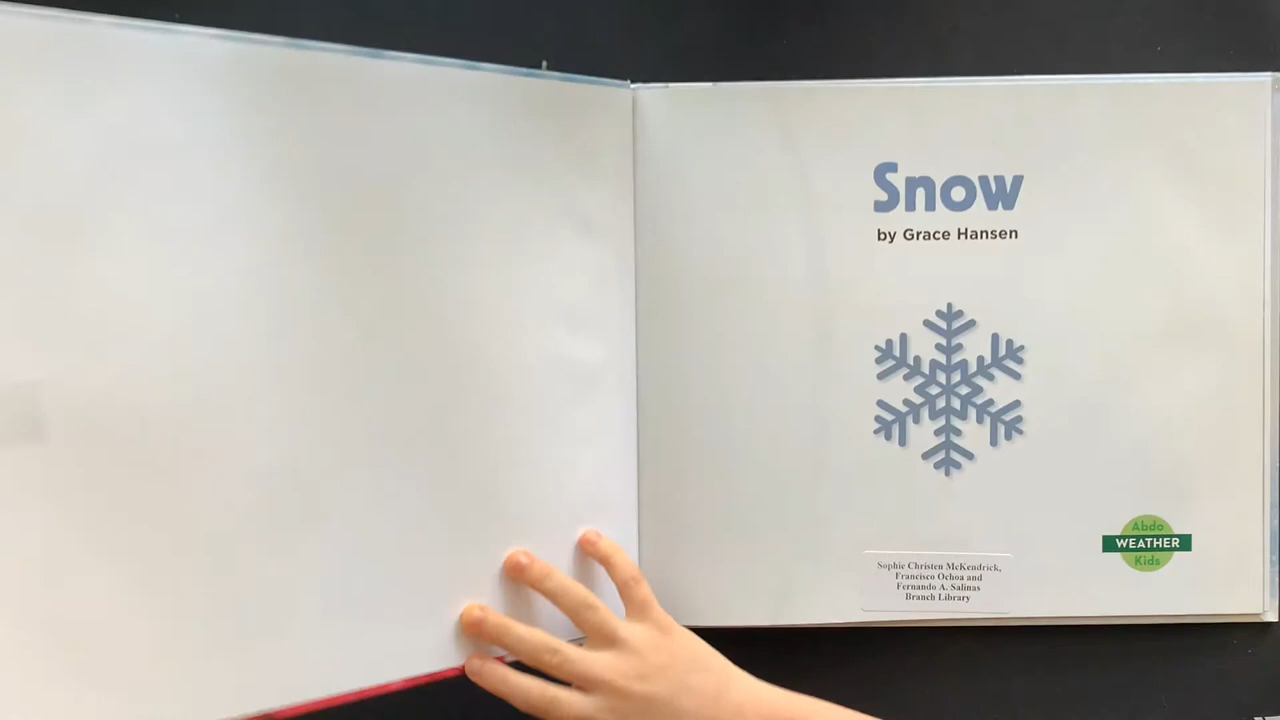 Snow
by Grace Hansen
Abdo
WEATHER
Kids
Sophie Christen McKendrick,
Francisco Ochoa and
Fernando A. Salinas
Branch Library